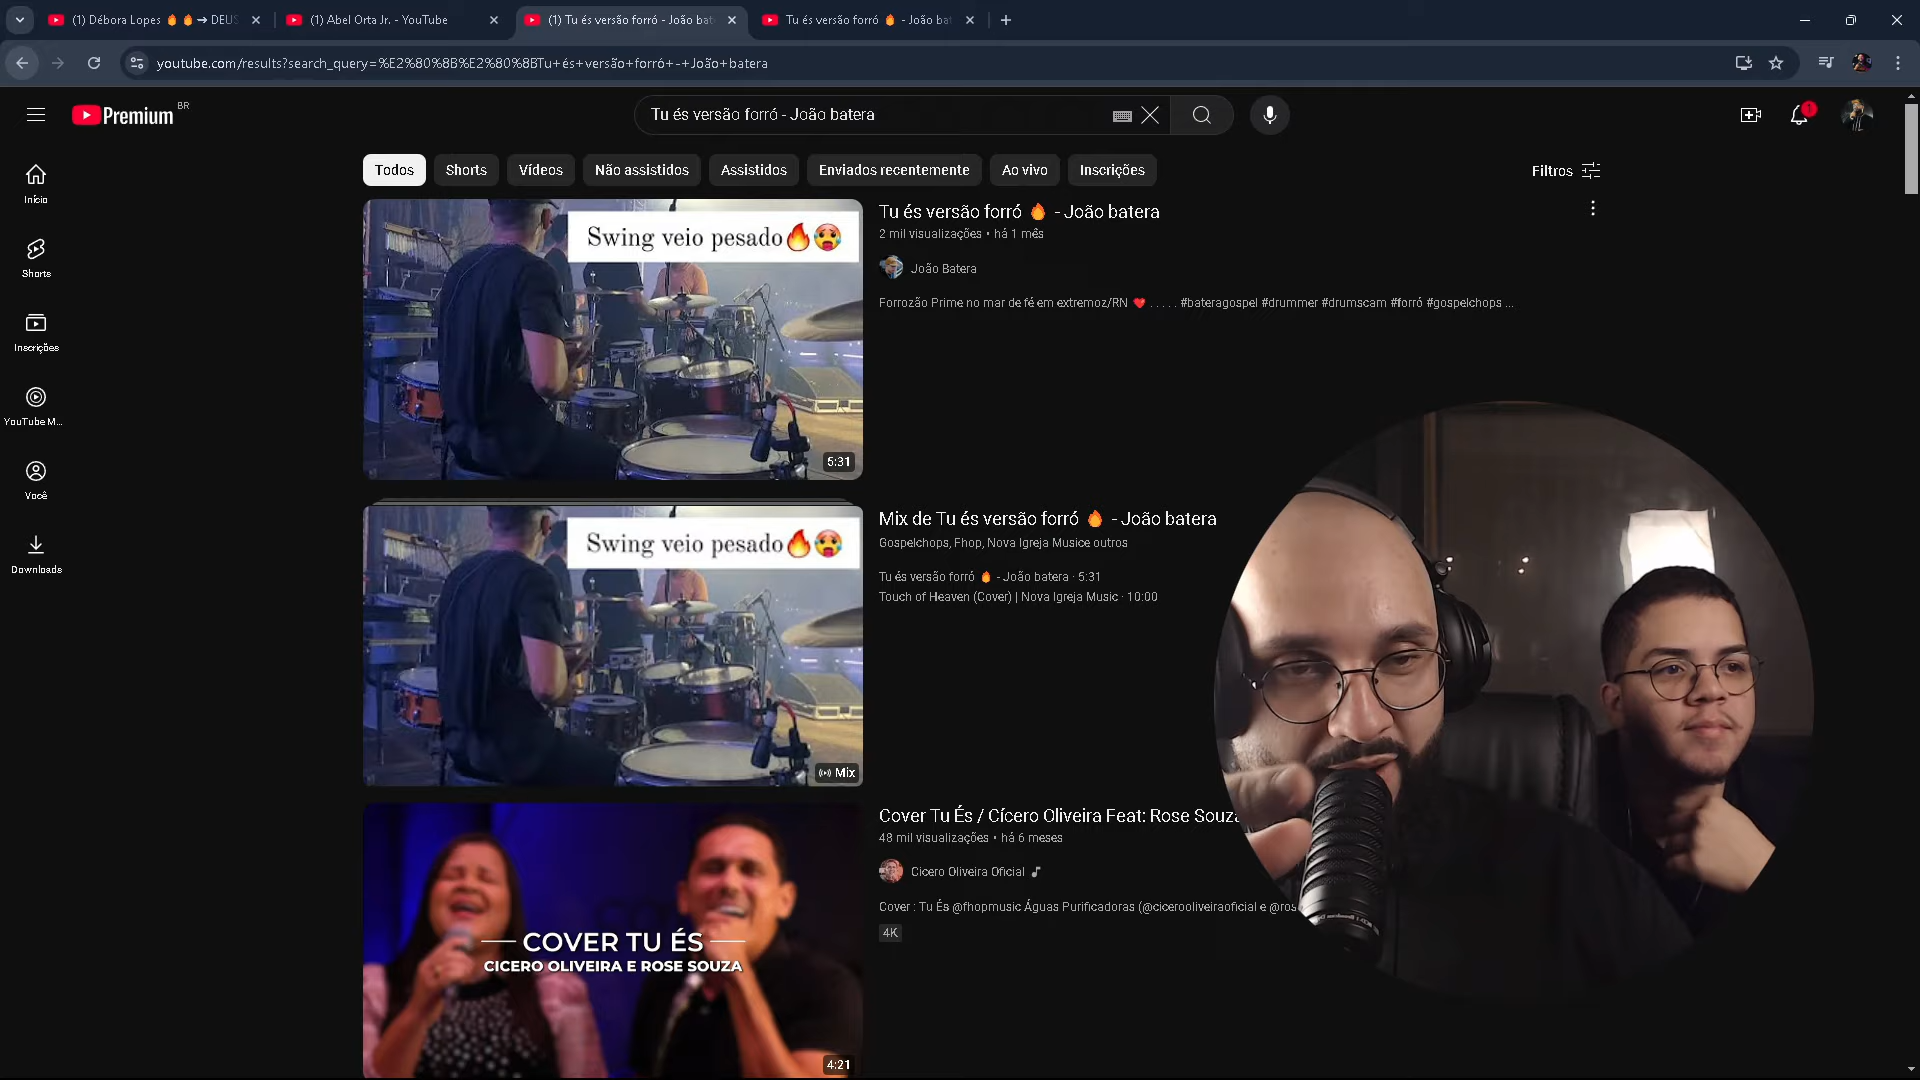 (1) Débora Lopes 🔥🔥➔ DEUS
(1) Abel Orta Jr. - YouTube
(1) Tu és versão forró - João bat
Tu és versão forró 🔥 - João ba
youtube.com/results?search_query=%E2%80%8B%E2%80%8BTu+és+versão+forró+-+João+batera
Premium BR
Tu és versão forró - João batera
1
Todos
Shorts
Vídeos
Não assistidos
Assistidos
Enviados recentemente
Ao vivo
Inscrições
Filtros
Início
Shorts
Inscrições
YouTube M...
Você
Downloads
Swing veio pesado🔥🥵
5:31
Tu és versão forró 🔥 - João batera
2 mil visualizações • há 1 mês
João Batera
Forrozão Prime no mar de fé em extremoz/RN ❤️ . . . . . #bateragospel #drummer #drumscam #forró #gospelchops ...
Swing veio pesado🔥🥵
Mix
Mix de Tu és versão forró 🔥 - João batera
Gospelchops, Fhop, Nova Igreja Musice outros
Tu és versão forró 🔥 - João batera · 5:31
Touch of Heaven (Cover) | Nova Igreja Music · 10:00
COVER TU ÉS
CICERO OLIVEIRA E ROSE SOUZA
4:21
Cover Tu És / Cícero Oliveira Feat: Rose Souza
48 mil visualizações • há 6 meses
Cicero Oliveira Oficial
Cover : Tu És @fhopmusic Águas Purificadoras (@cicerooliveiraoficial e @ros
4K